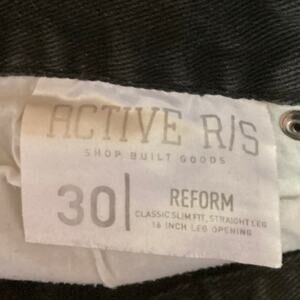 ACTIVE R/S
SHOP BUILT GOODS
30
REFORM
CLASSIC SLIM FIT, STRAIGHT LEG
16 INCH LEG OPENING